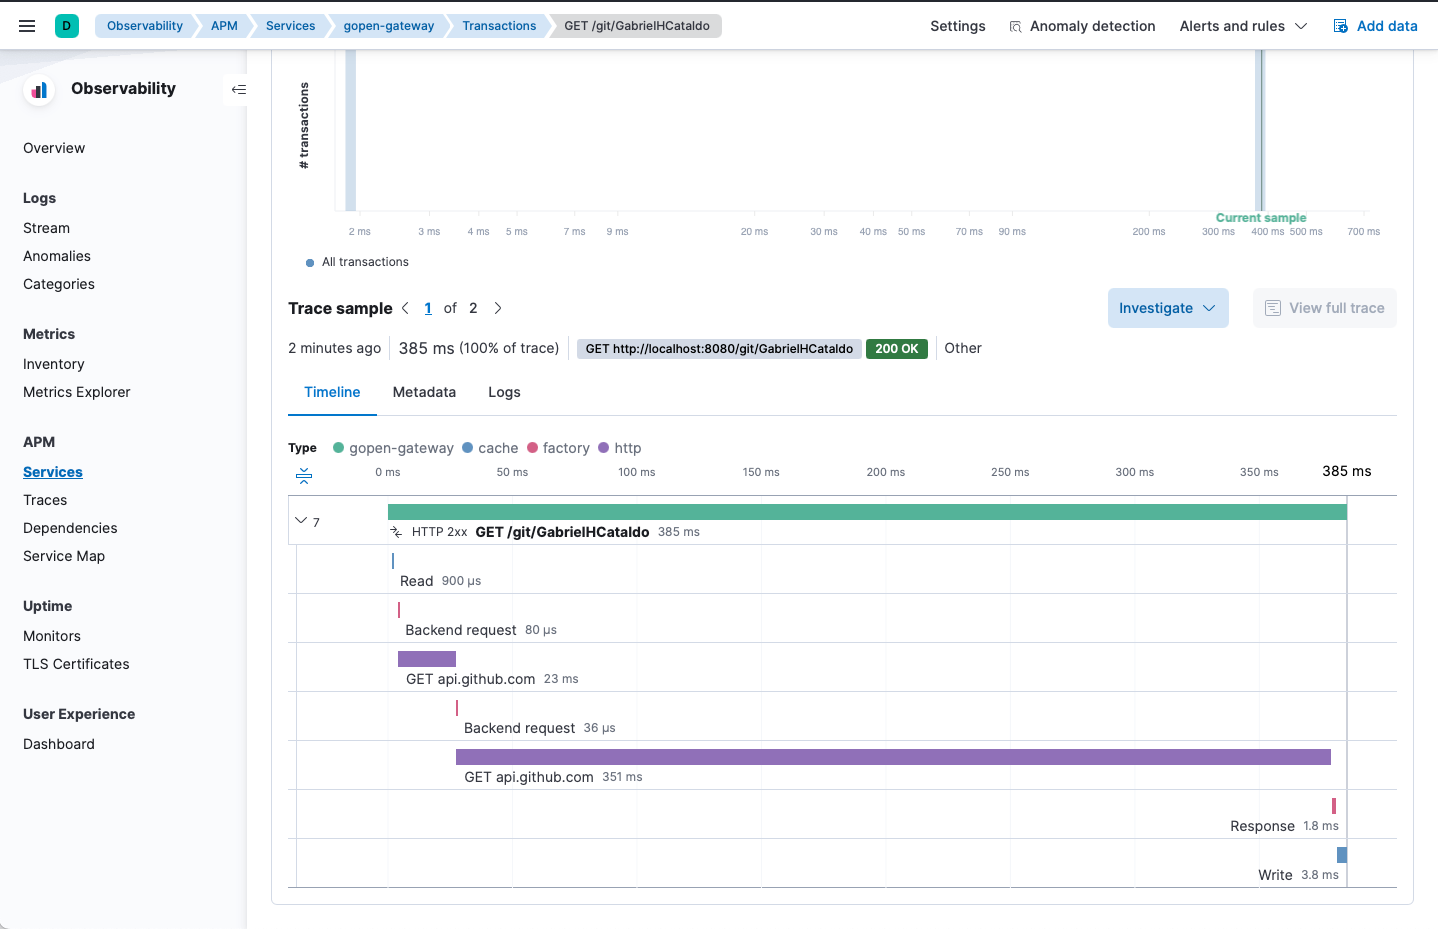 D
Observability
APM
Services
gopen-gateway
Transactions
GET /git/GabrielHCataldo
Settings
Anomaly detection
Alerts and rules
Add data
Observability
Overview
Logs
Stream
Anomalies
Categories
Metrics
Inventory
Metrics Explorer
APM
Services
Traces
Dependencies
Service Map
Uptime
Monitors
TLS Certificates
User Experience
Dashboard
# transactions
Current sample
2 ms 3 ms 4 ms 5 ms 7 ms 9 ms 20 ms 30 ms 40 ms 50 ms 70 ms 90 ms 200 ms 300 ms 400 ms 500 ms 700 ms
All transactions
Trace sample 1 of 2
Investigate
View full trace
2 minutes ago 385 ms (100% of trace) GET http://localhost:8080/git/GabrielHCataldo 200 OK Other
Timeline Metadata Logs
Type gopen-gateway cache factory http
0 ms 50 ms 100 ms 150 ms 200 ms 250 ms 300 ms 350 ms 385 ms
7
HTTP 2xx GET /git/GabrielHCataldo 385 ms
Read 900 μs
Backend request 80 μs
GET api.github.com 23 ms
Backend request 36 μs
GET api.github.com 351 ms
Response 1.8 ms
Write 3.8 ms